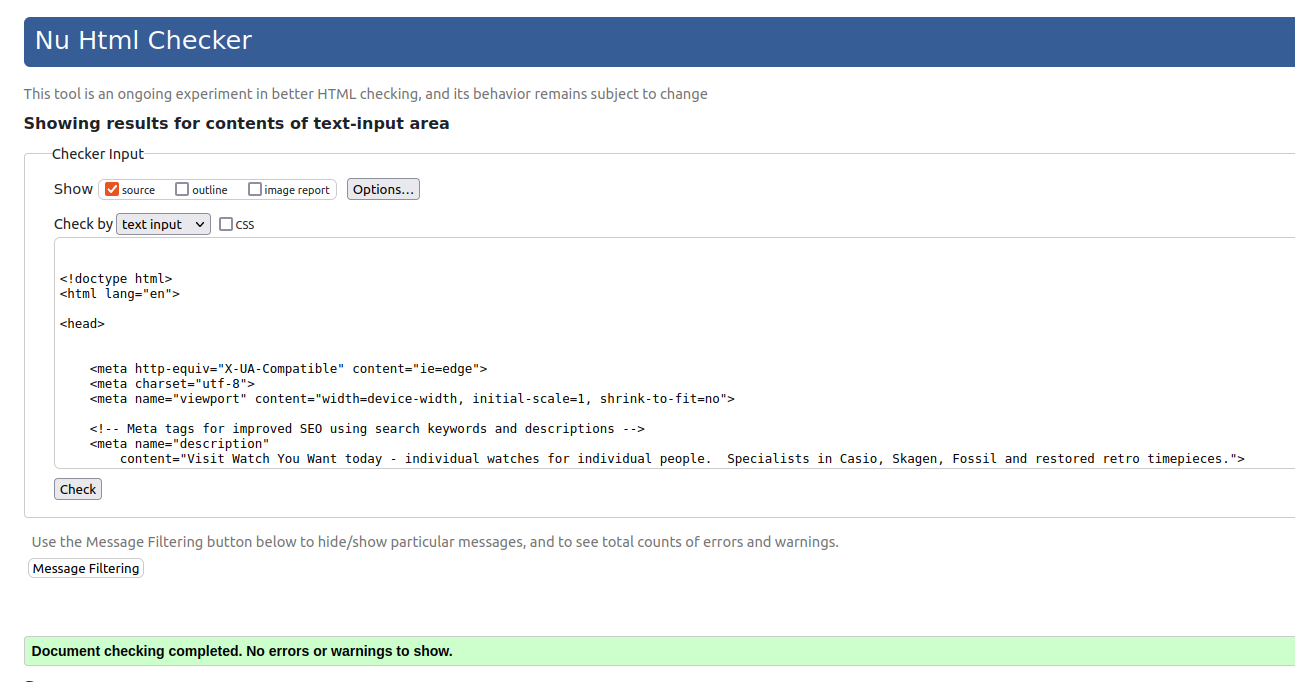 Nu Html Checker
This tool is an ongoing experiment in better HTML checking, and its behavior remains subject to change
Showing results for contents of text-input area
Checker Input
Show source outline image report Options...
Check by text input CSS
<!doctype html>
<html lang="en">
<head>
<meta http-equiv="X-UA-Compatible" content="ie=edge">
<meta charset="utf-8">
<meta name="viewport" content="width=device-width, initial-scale=1, shrink-to-fit=no">
<!-- Meta tags for improved SEO using search keywords and descriptions -->
<meta name="description"
content="Visit Watch You Want today - individual watches for individual people.  Specialists in Casio, Skagen, Fossil and restored retro timepieces.">
Check
Use the Message Filtering button below to hide/show particular messages, and to see total counts of errors and warnings.
Message Filtering
Document checking completed. No errors or warnings to show.